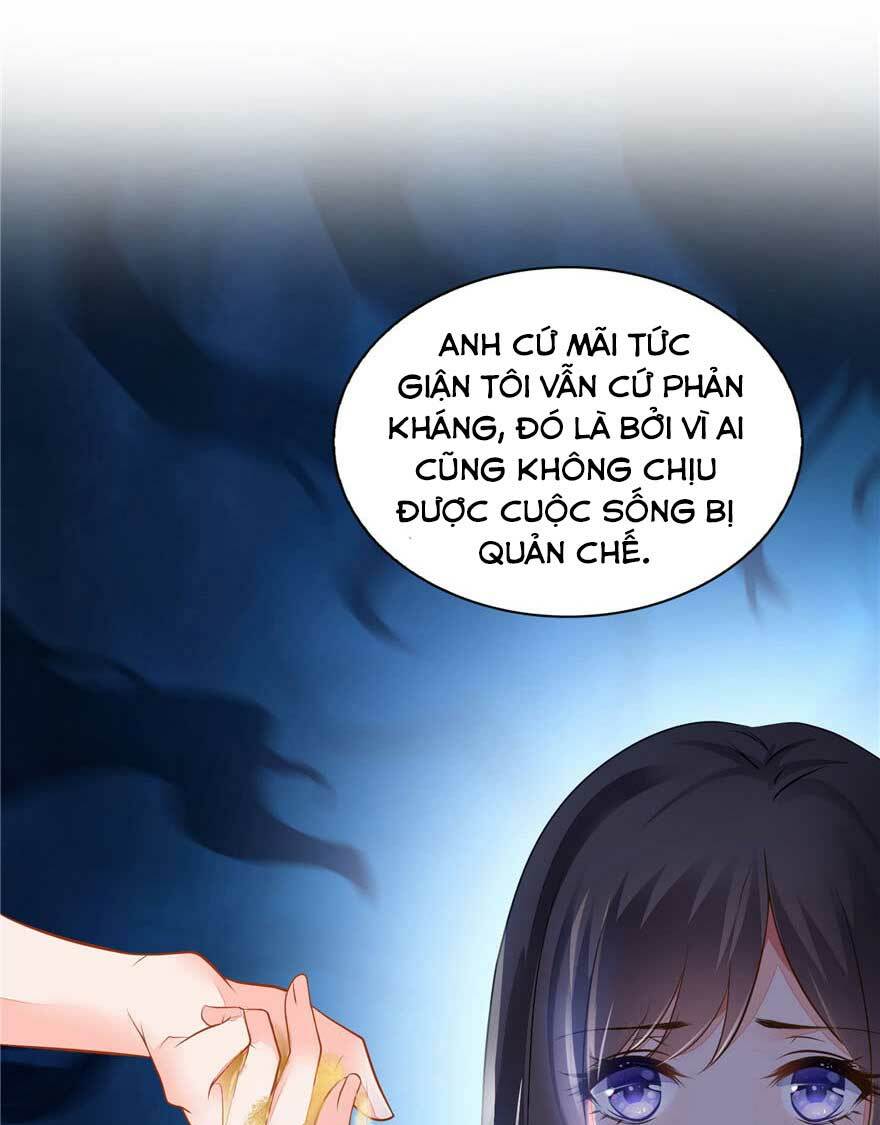 ANH CỨ MÃI TỨC
GIẬN TÔI VẪN CỨ PHẢN
KHÁNG, ĐÓ LÀ BỞI VÌ AI
CŨNG KHÔNG CHỊU
ĐƯỢC CUỘC SỐNG BỊ
QUẢN CHẾ.